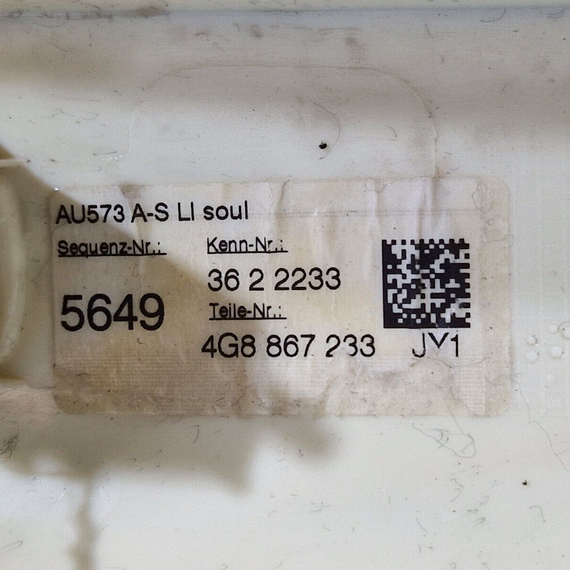 AU573 A-S LI soul
Sequenz-Nr.: Kenn-Nr.:
36 2 2233
5649
Teile-Nr.:
4G8 867 233 JY1